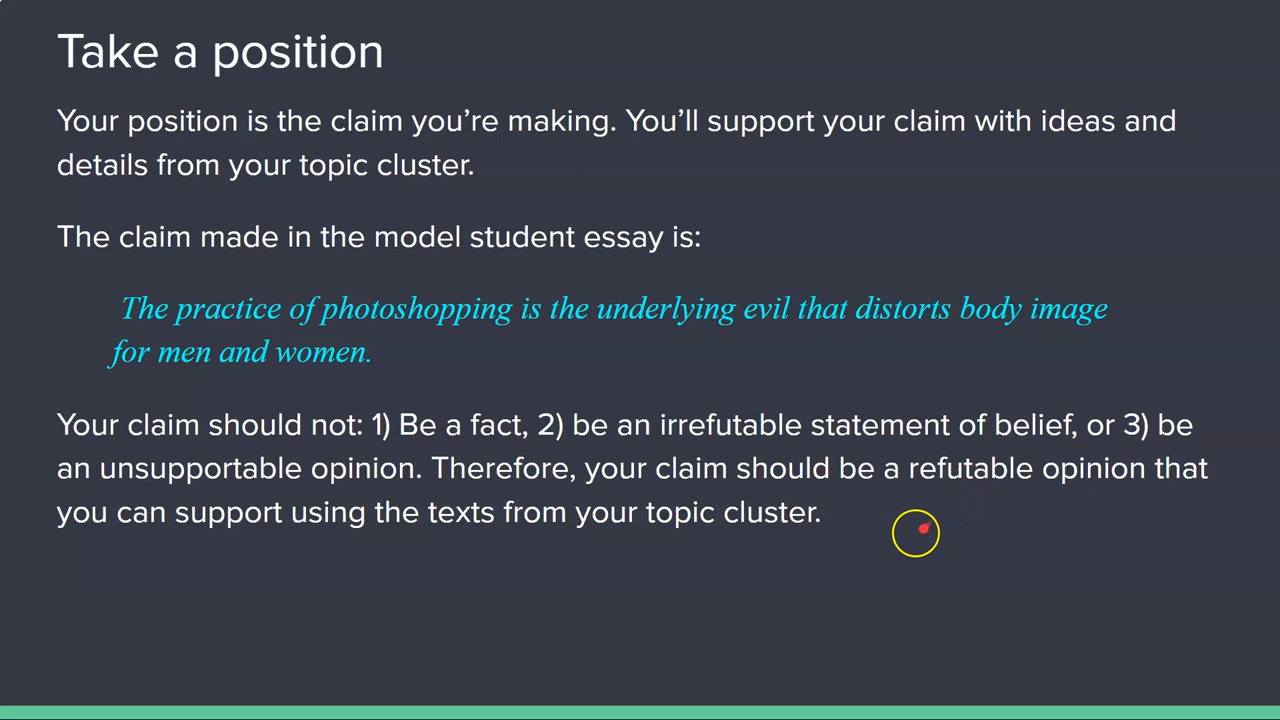 Take a position
Your position is the claim you’re making. You’ll support your claim with ideas and
details from your topic cluster.
The claim made in the model student essay is:
The practice of photoshopping is the underlying evil that distorts body image
for men and women.
Your claim should not: 1) Be a fact, 2) be an irrefutable statement of belief, or 3) be
an unsupportable opinion. Therefore, your claim should be a refutable opinion that
you can support using the texts from your topic cluster.